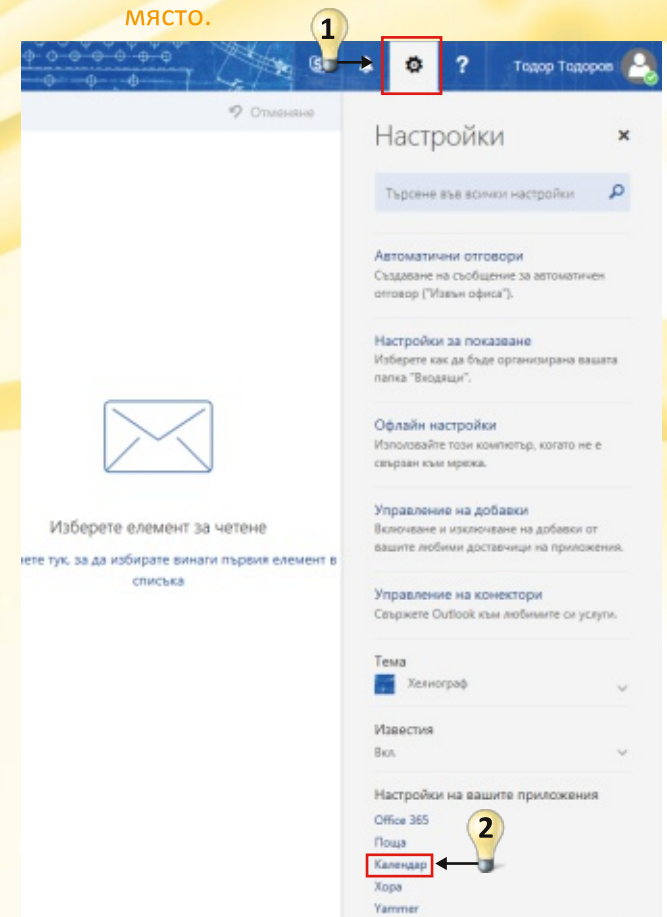 място.
1
? Тодор Тодоров
Отменяне
Настройки
Търсене във всички настройки
Автоматични отговори
Създаване на съобщение за автоматичен
отговор ("Извън офиса").
Настройки за показване
Изберете как да бъде организирана вашата
папка "Входящи".
Офлайн настройки
Използвайте този компютър, когато не е
свързан към мрежа.
Управление на добавки
Включване и изключване на добавки от
вашите любими доставчици на приложения.
Управление на конектори
Свържете Outlook към любимите си услуги.
Изберете елемент за четене
ете тук, за да избирате винаги първия елемент в
списъка
Тема
Хелиограф
Известия
Вкл.
Настройки на вашите приложения
Office 365
Поща
2
Календар
Хора
Yammer